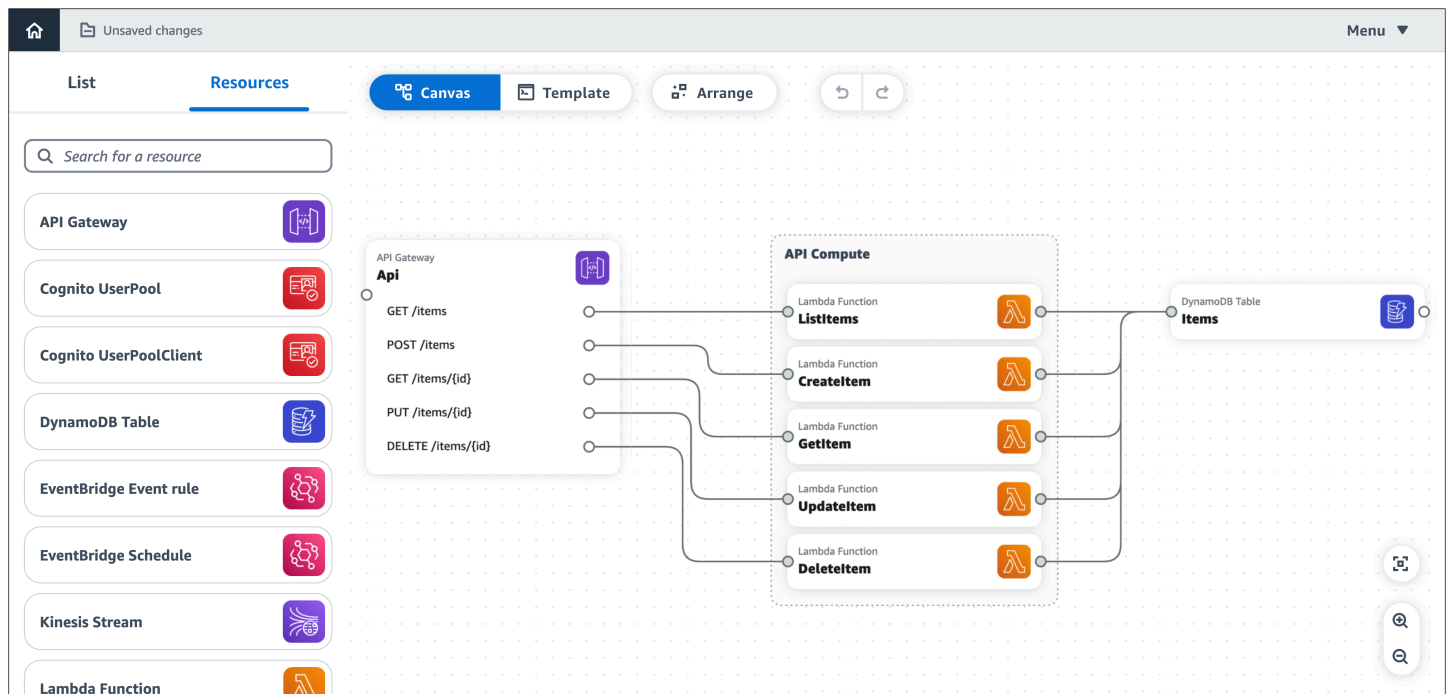 Unsaved changes
Menu
List
Resources
Search for a resource
API Gateway
Cognito UserPool
Cognito UserPoolClient
DynamoDB Table
EventBridge Event rule
EventBridge Schedule
Kinesis Stream
Lambda Function
Canvas
Template
Arrange
API Gateway
Api
GET /items
POST /items
GET /items/{id}
PUT /items/{id}
DELETE /items/{id}
API Compute
Lambda Function
ListItems
Lambda Function
CreateItem
Lambda Function
GetItem
Lambda Function
UpdateItem
Lambda Function
DeleteItem
DynamoDB Table
Items